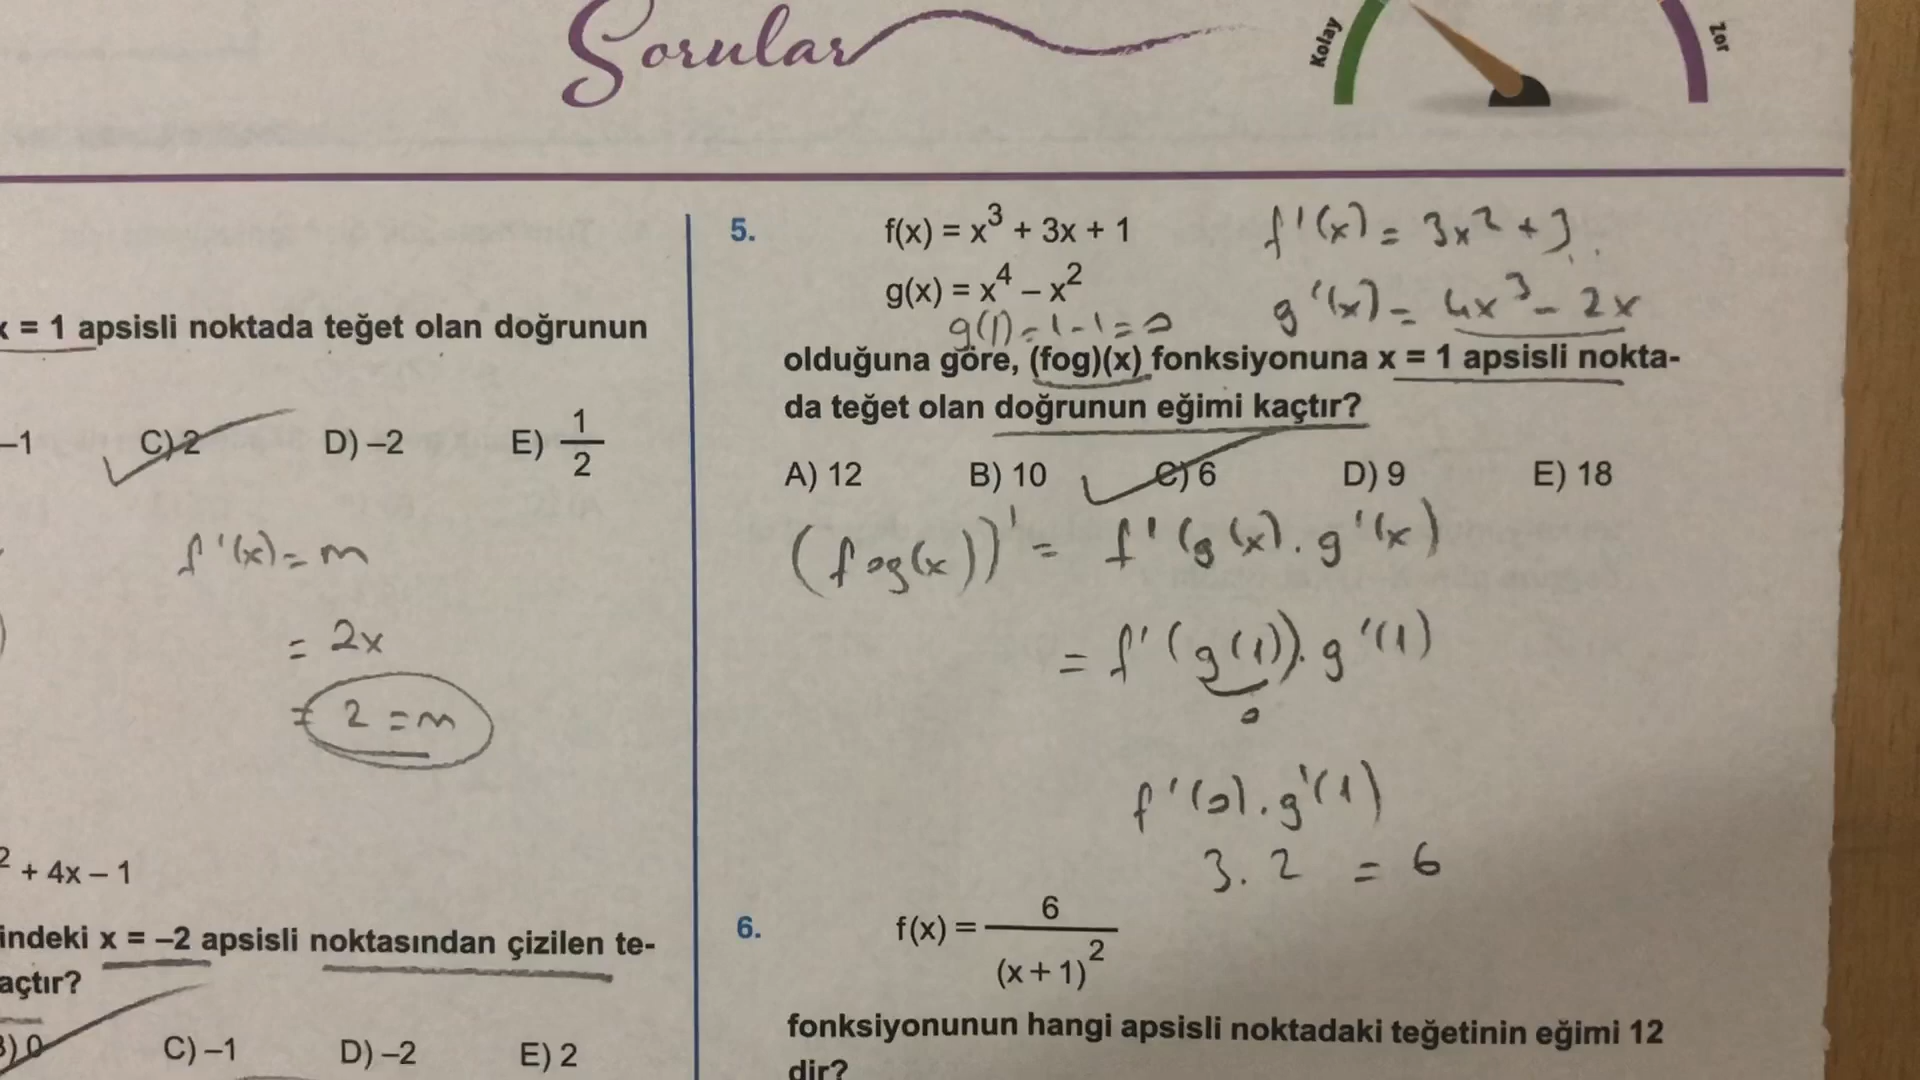 Sorular
Kolay
Zor
x = 1 apsisli noktada teğet olan doğrunun
–1 C) 2 D) –2 E) 1/2
f'(x) = m
= 2x
= 2 = m
2 + 4x – 1
indeki x = –2 apsisli noktasından çizilen te-
açtır?
B) 0 C) –1 D) –2 E) 2
5. f(x) = x³ + 3x + 1 f'(x) = 3x² + 3
g(x) = x⁴ – x² g'(x) = 4x³ – 2x
g(1) = 1 - 1 = 0
olduğuna göre, (fog)(x) fonksiyonuna x = 1 apsisli nokta-
da teğet olan doğrunun eğimi kaçtır?
A) 12 B) 10 C) 6 D) 9 E) 18
(fog(x))' = f'(g(x). g'(x)
= f'(g(1)). g'(1)
0
f'(0). g'(1)
3. 2 = 6
6. f(x) = 6/(x + 1)²
fonksiyonunun hangi apsisli noktadaki teğetinin eğimi 12
dir?